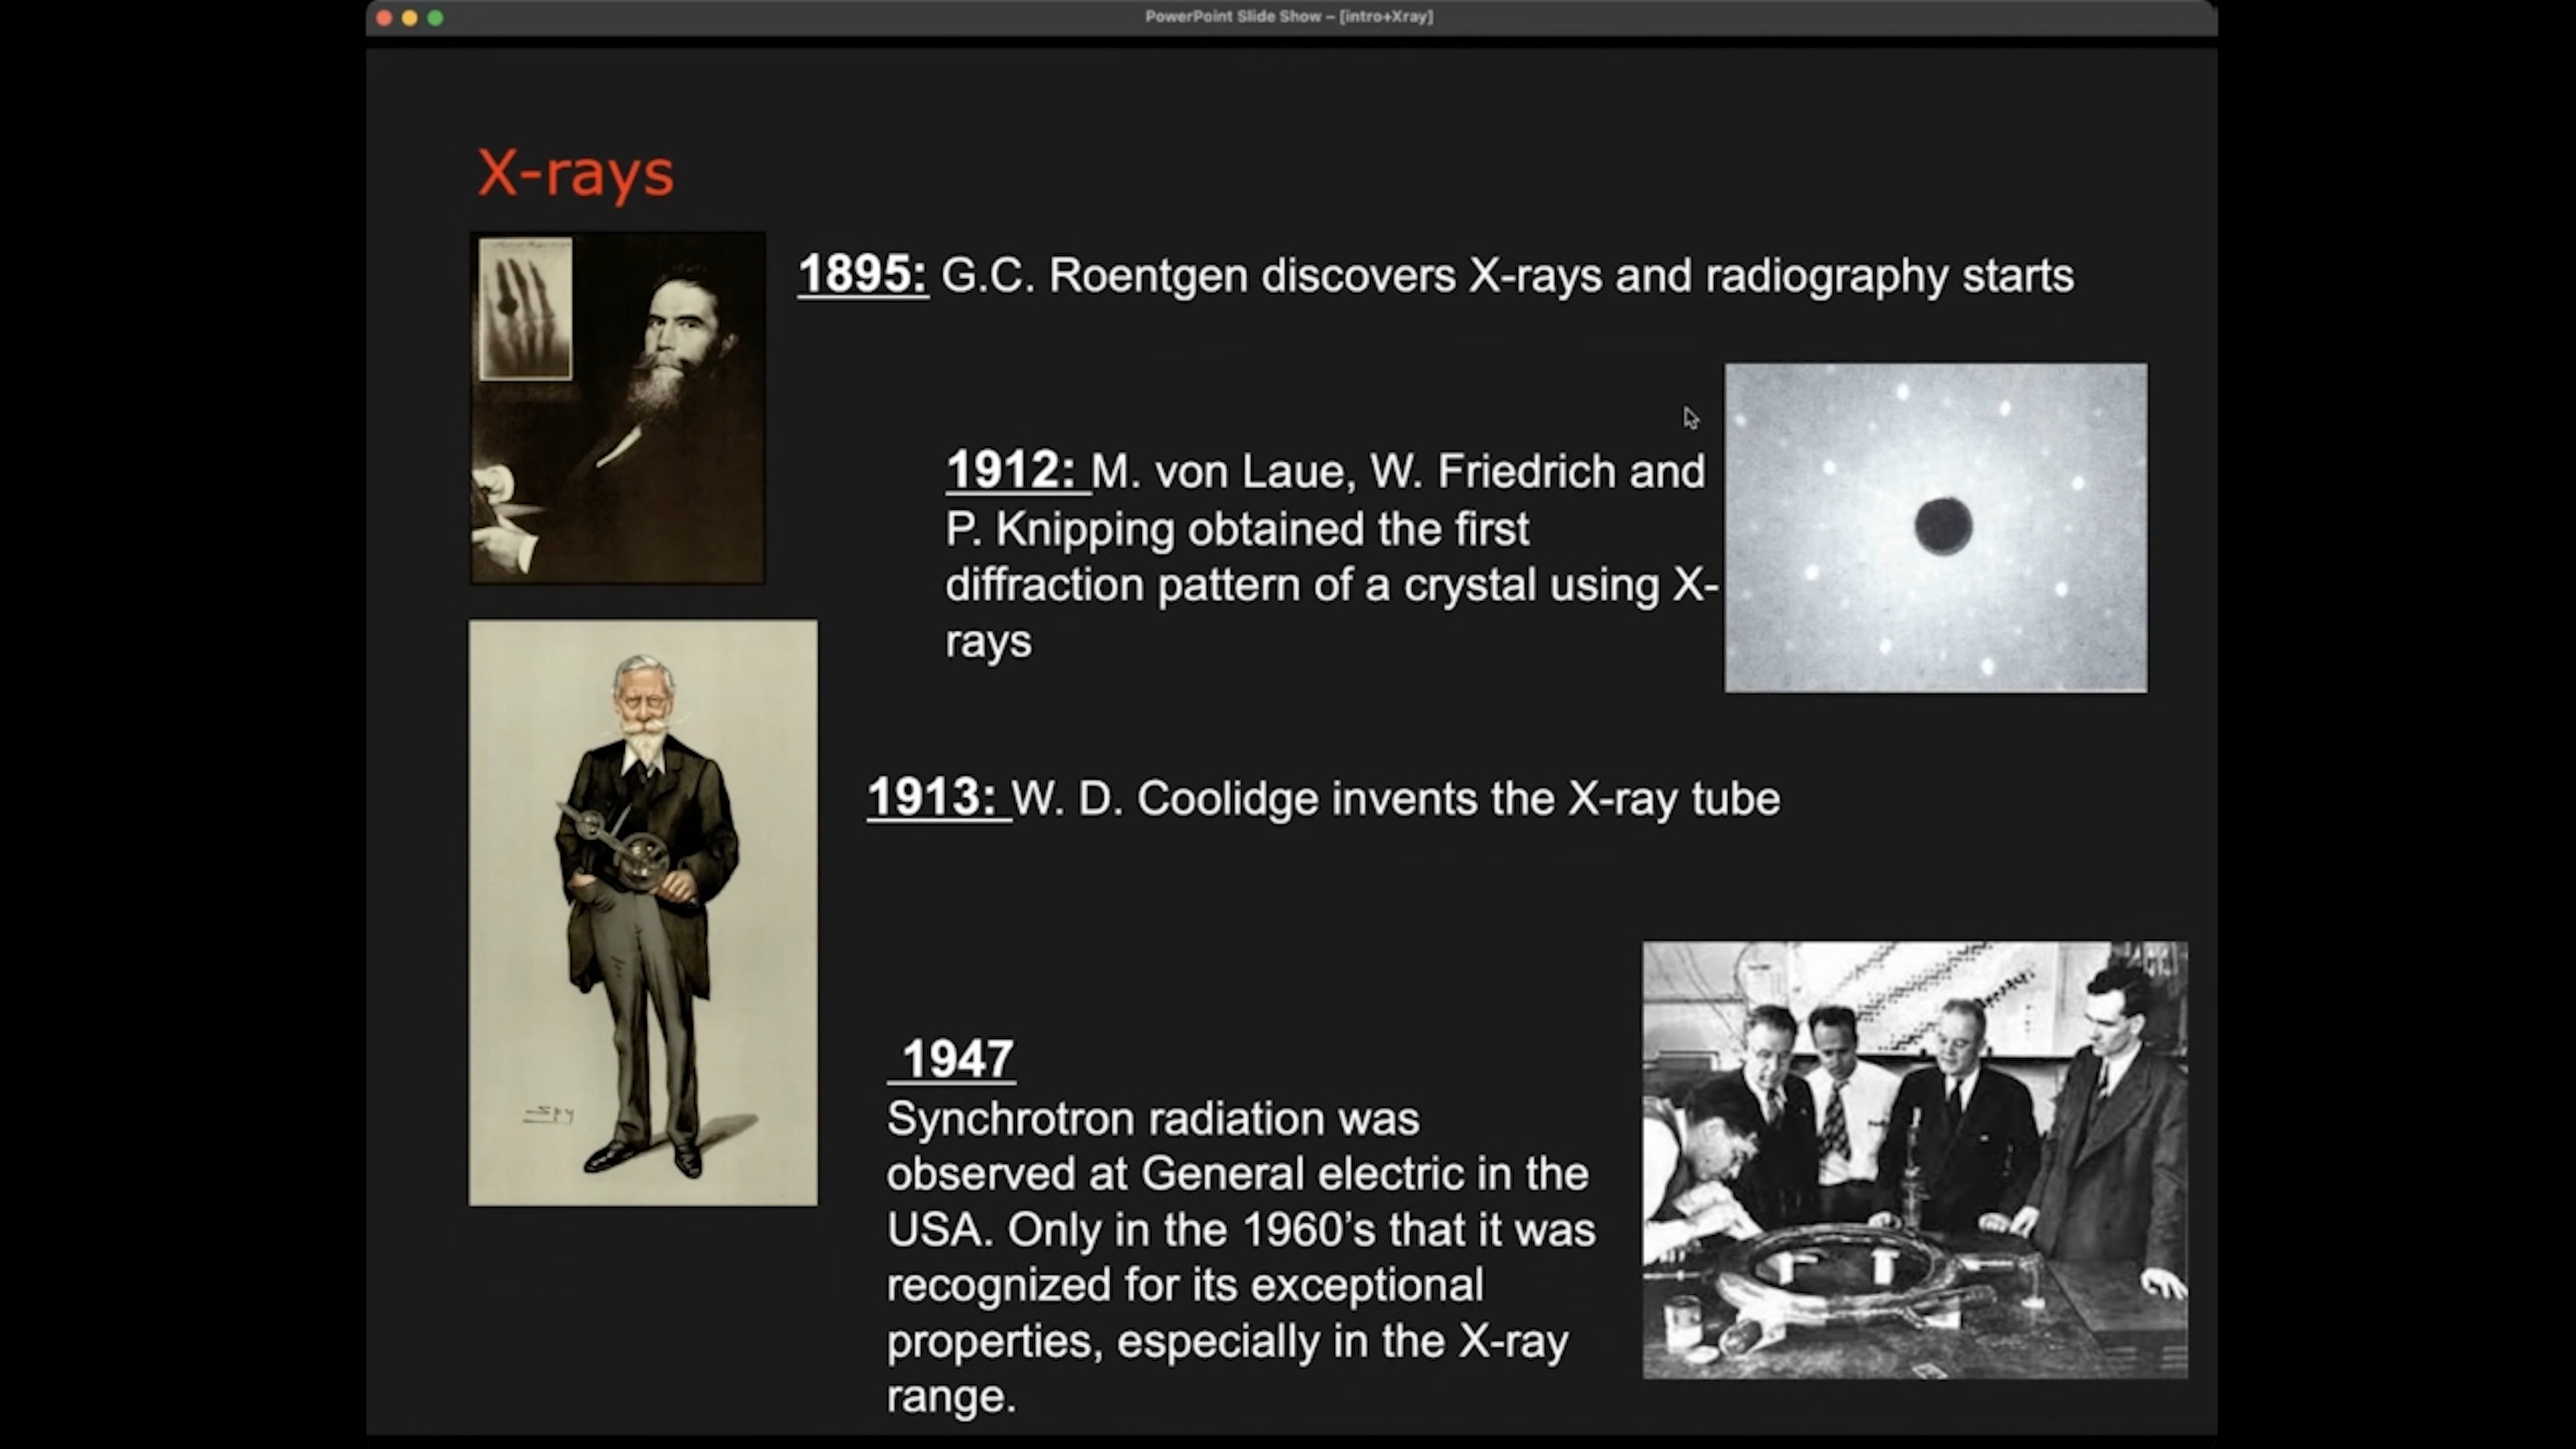 PowerPoint Slide Show – [intro+Xray]
X-rays
1895: G.C. Roentgen discovers X-rays and radiography starts
1912: M. von Laue, W. Friedrich and
P. Knipping obtained the first
diffraction pattern of a crystal using X-
rays
1913: W. D. Coolidge invents the X-ray tube
Spy
1947
Synchrotron radiation was
observed at General electric in the
USA. Only in the 1960’s that it was
recognized for its exceptional
properties, especially in the X-ray
range.